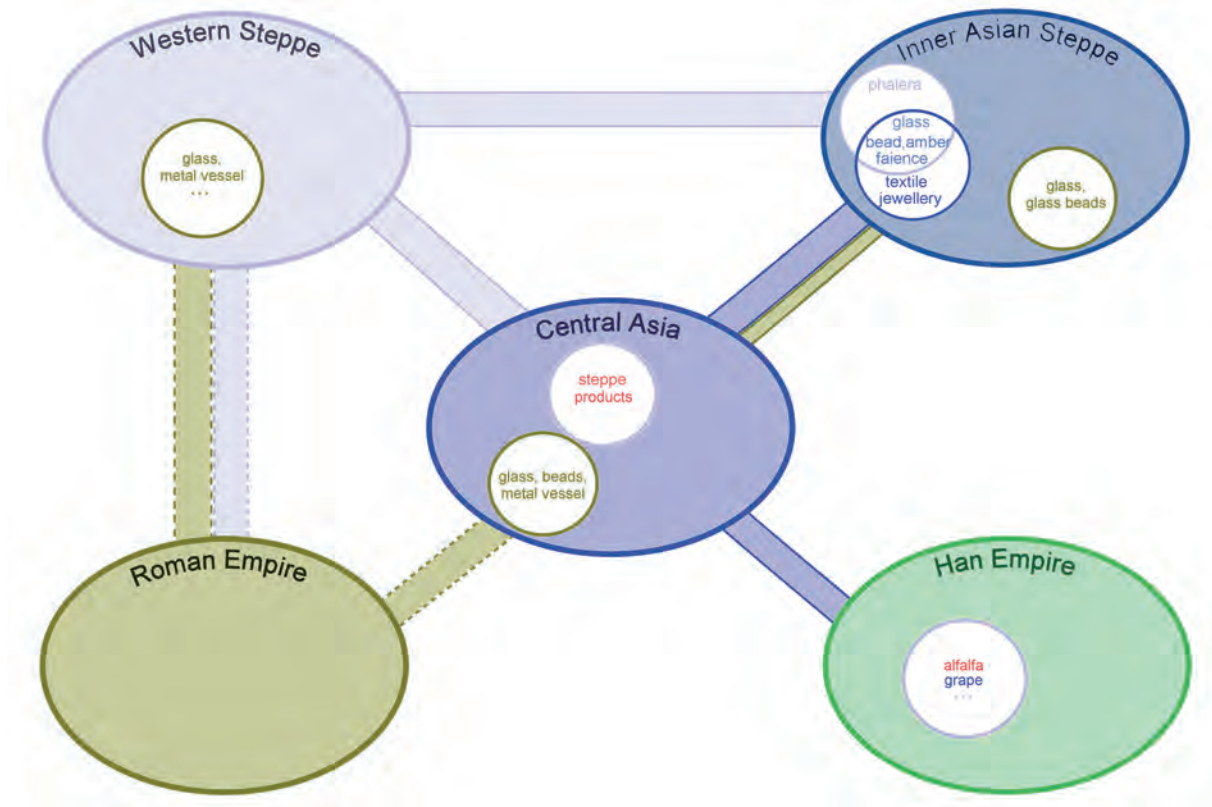 Western Steppe
glass,
metal vessel
...
Inner Asian Steppe
phalera
glass
bead,amber
faience
textile
jewellery
glass,
glass beads
Central Asia
steppe
products
glass, beads,
metal vessel
Roman Empire
Han Empire
alfalfa
grape
...